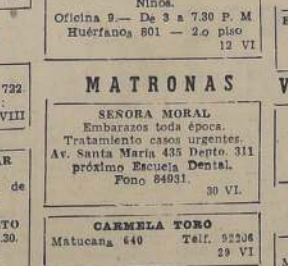 Niños.
Oficina 9.— De 3 a 7.30 P. M
Huérfanos 801 — 2.o piso
12 VI
MATRONAS
SEÑORA MORAL
Embarazos toda época.
Tratamiento casos urgentes.
Av. Santa María 435 Depto. 311
próximo Escuela Dental.
Fono 84931.
30 VI.
CARMELA TORO
Matucana 640 Telf. 92206
29 VI
722
VIII
AR
de
TO
.30.
V